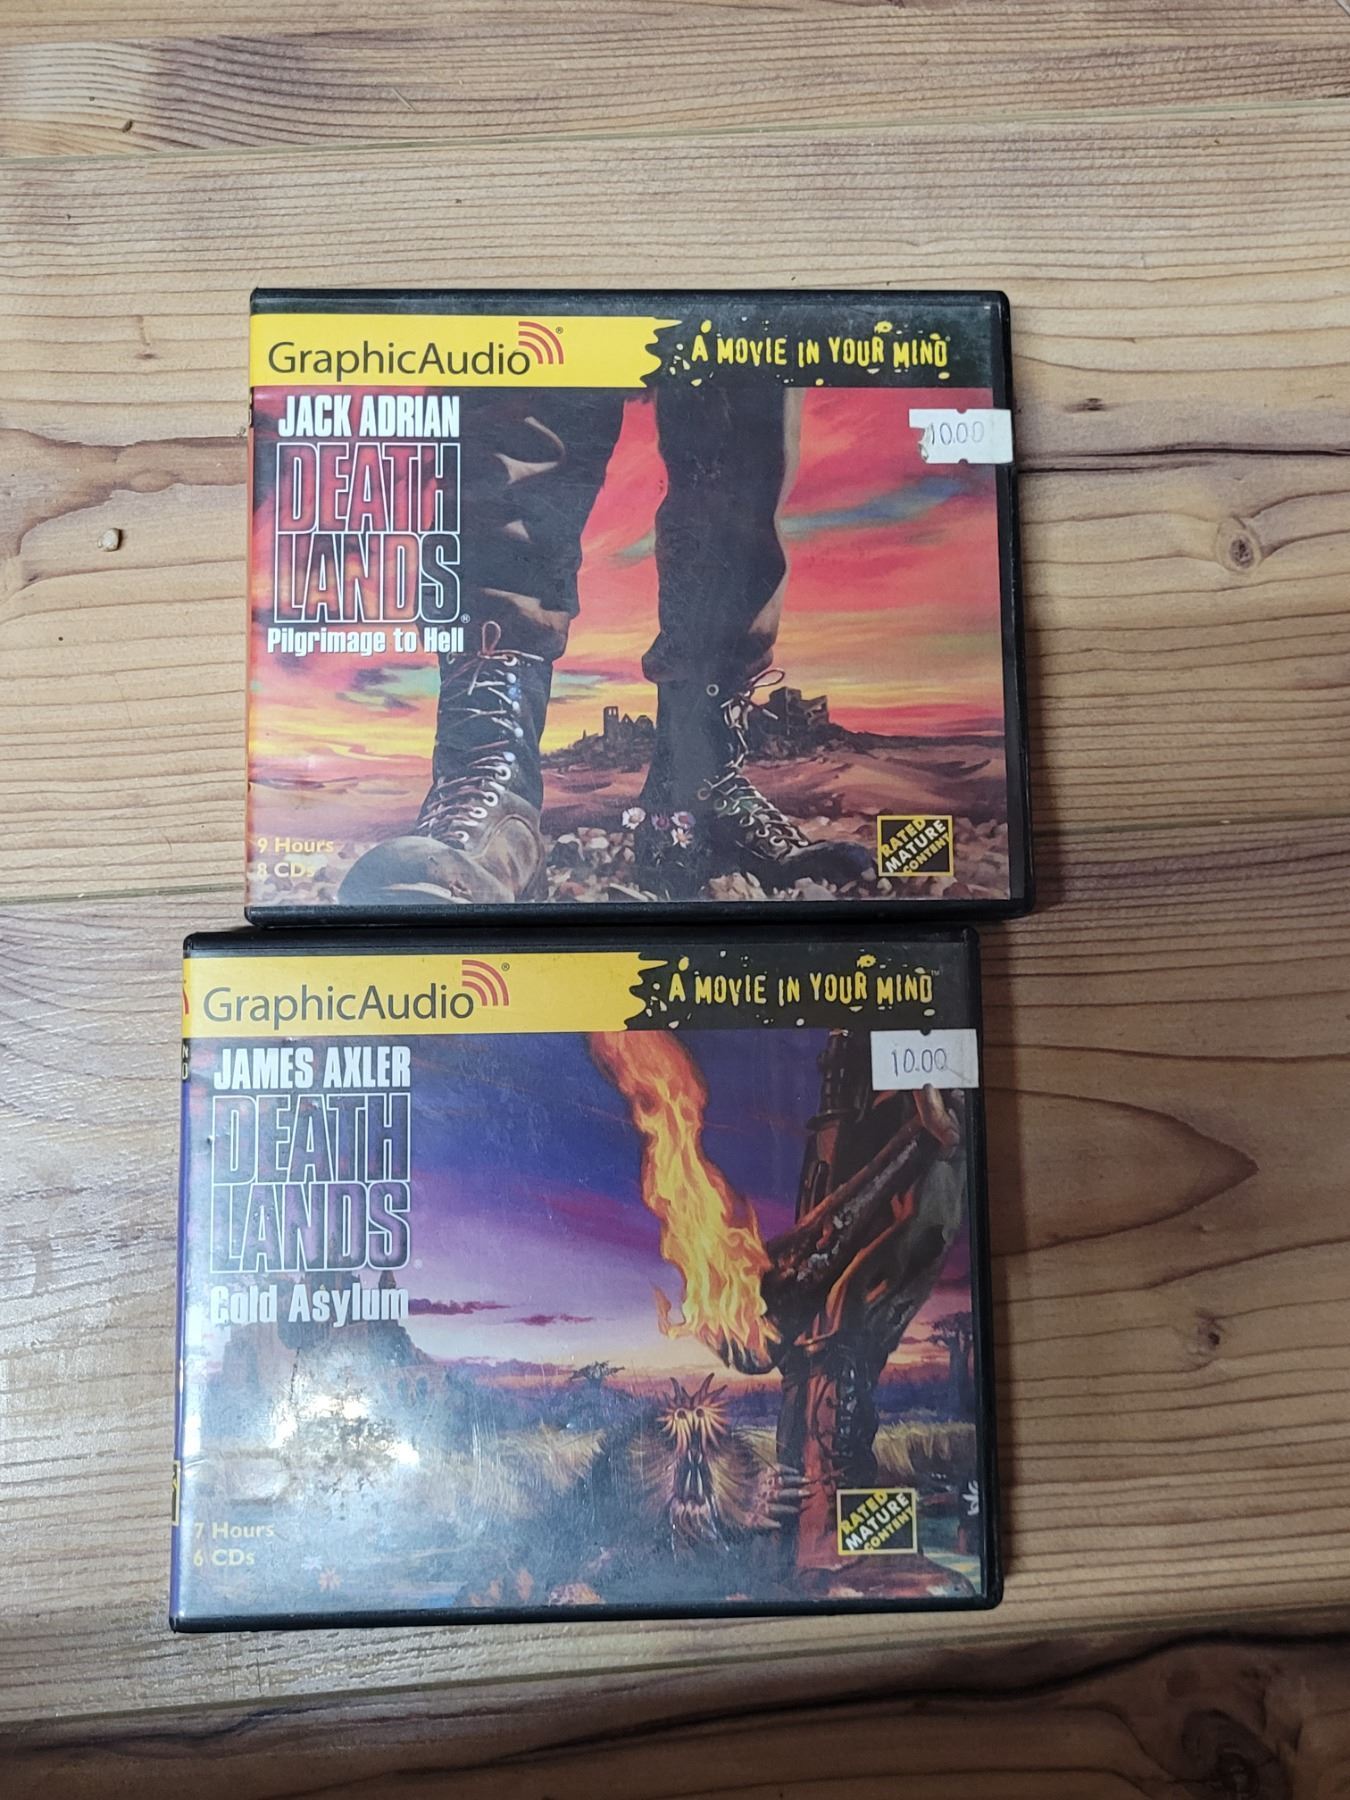 GraphicAudio®
A MOVIE IN YOUR MIND®
JACK ADRIAN
DEATH
LANDS®
Pilgrimage to Hell
10.00
9 Hours
8 CDs
RATED
MATURE
CONTENT
GraphicAudio®
A MOVIE IN YOUR MIND™
JAMES AXLER
DEATH
LANDS®
Cold Asylum
10.00
7 Hours
6 CDs
RATED
MATURE
CONTENT